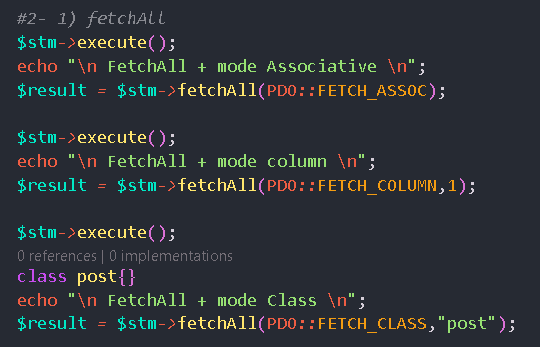 #2- 1) fetchAll
$stm->execute();
echo "\n FetchAll + mode Associative \n";
$result = $stm->fetchAll(PDO::FETCH_ASSOC);
$stm->execute();
echo "\n FetchAll + mode column \n";
$result = $stm->fetchAll(PDO::FETCH_COLUMN,1);
$stm->execute();
0 references | 0 implementations
class post{}
echo "\n FetchAll + mode Class \n";
$result = $stm->fetchAll(PDO::FETCH_CLASS,"post");